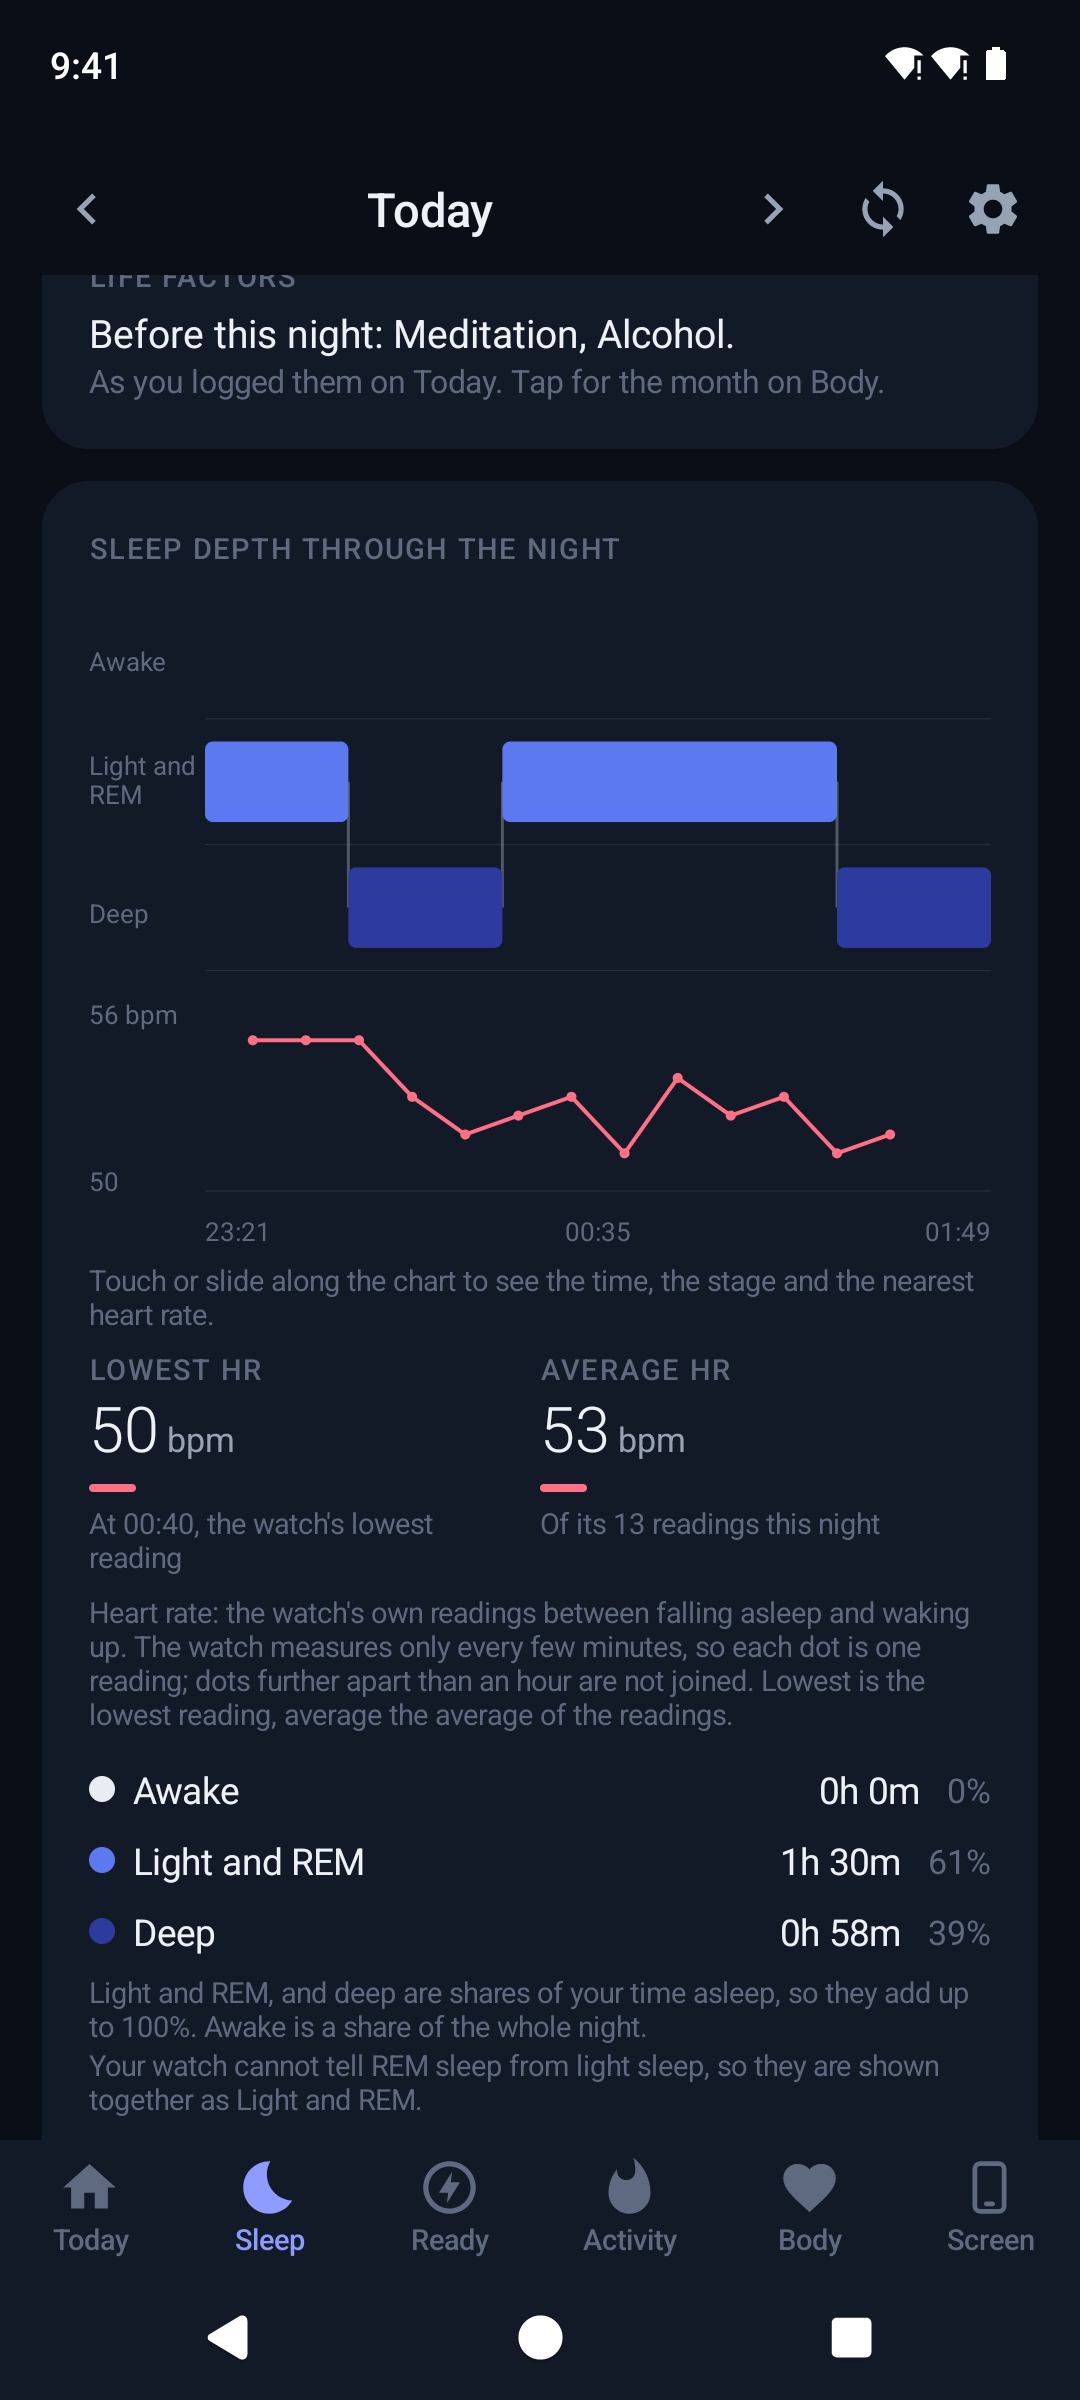 9:41
Today
LIFE FACTORS
Before this night: Meditation, Alcohol.
As you logged them on Today. Tap for the month on Body.
SLEEP DEPTH THROUGH THE NIGHT
Awake
Light and
REM
Deep
56 bpm
50
23:21 00:35 01:49
Touch or slide along the chart to see the time, the stage and the nearest
heart rate.
LOWEST HR
50 bpm
At 00:40, the watch's lowest
reading
AVERAGE HR
53 bpm
Of its 13 readings this night
Heart rate: the watch's own readings between falling asleep and waking
up. The watch measures only every few minutes, so each dot is one
reading; dots further apart than an hour are not joined. Lowest is the
lowest reading, average the average of the readings.
Awake 0h 0m 0%
Light and REM 1h 30m 61%
Deep 0h 58m 39%
Light and REM, and deep are shares of your time asleep, so they add up
to 100%. Awake is a share of the whole night.
Your watch cannot tell REM sleep from light sleep, so they are shown
together as Light and REM.
Today Sleep Ready Activity Body Screen